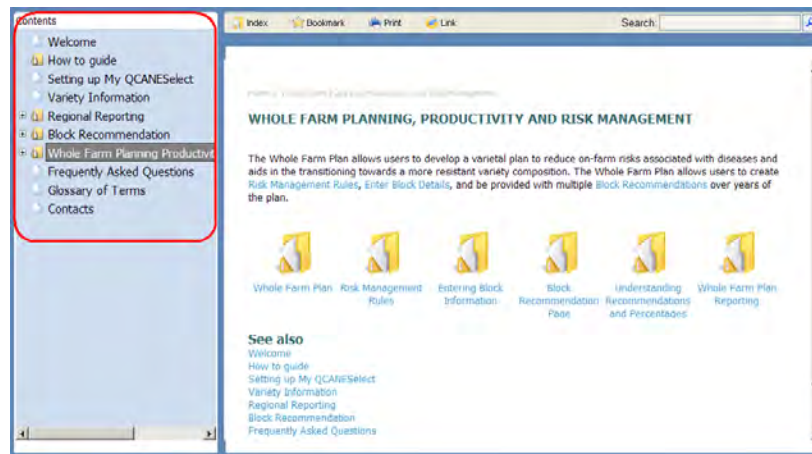 Contents
Welcome
How to guide
Setting up My QCANESelect
Variety Information
Regional Reporting
Block Recommendation
Whole Farm Planning Productivit
Frequently Asked Questions
Glossary of Terms
Contacts
Index Bookmark Print Link Search:
WHOLE FARM PLANNING, PRODUCTIVITY AND RISK MANAGEMENT
The Whole Farm Plan allows users to develop a varietal plan to reduce on-farm risks associated with diseases and
aids in the transitioning towards a more resistant variety composition. The Whole Farm Plan allows users to create
Risk Management Rules, Enter Block Details, and be provided with multiple Block Recommendations over years of
the plan.
Whole Farm Plan
Risk Management
Rules
Entering Block
Information
Block
Recommendation
Page
Understanding
Recommendations
and Percentages
Whole Farm Plan
Reporting
See also
Welcome
How to guide
Setting up My QCANESelect
Variety Information
Regional Reporting
Block Recommendation
Frequently Asked Questions